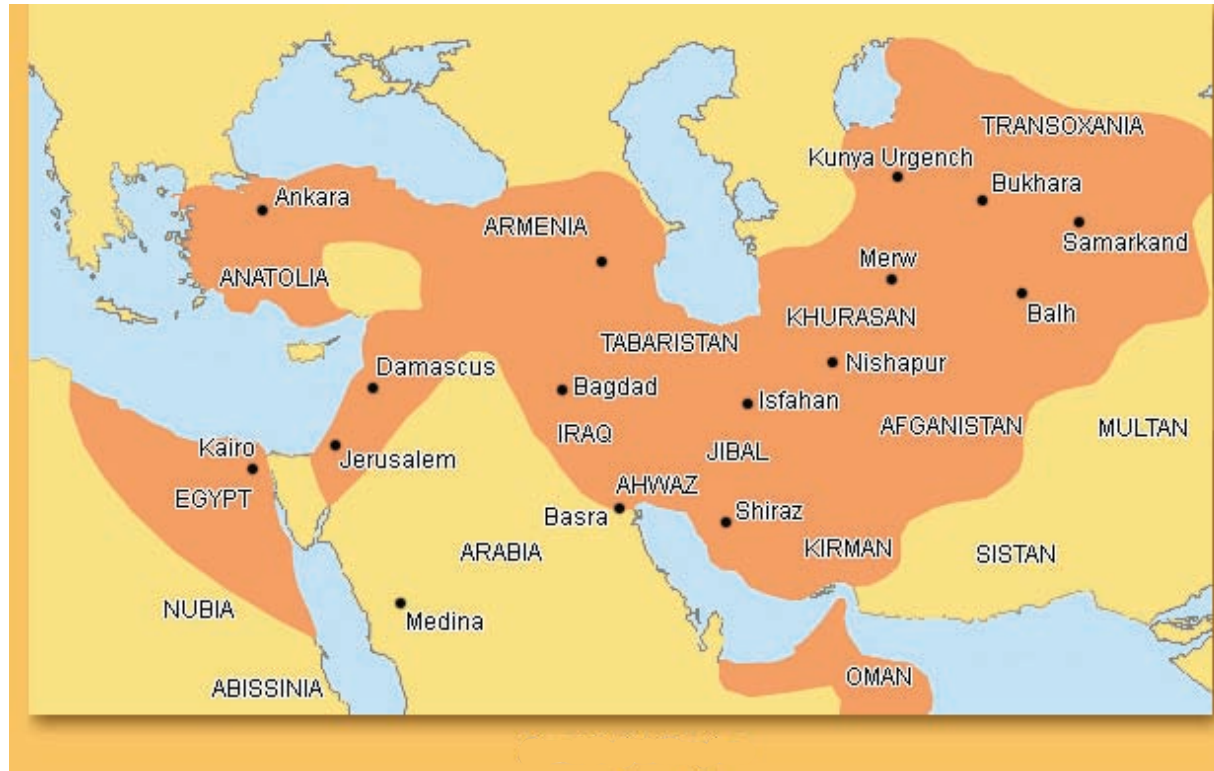 TRANSOXANIA
Kunya Urgench
Bukhara
Ankara
ARMENIA
Samarkand
Merw
ANATOLIA
Balh
KHURASAN
TABARISTAN
Damascus
Nishapur
Bagdad
Isfahan
AFGANISTAN
MULTAN
IRAQ
Kairo
JIBAL
Jerusalem
EGYPT
AHWAZ
Basra
Shiraz
ARABIA
KIRMAN
SISTAN
NUBIA
Medina
OMAN
ABISSINIA